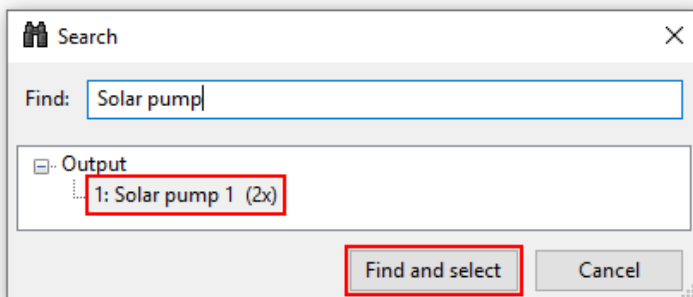 Search
Find: Solar pump
Output
1: Solar pump 1 (2x)
Find and select Cancel